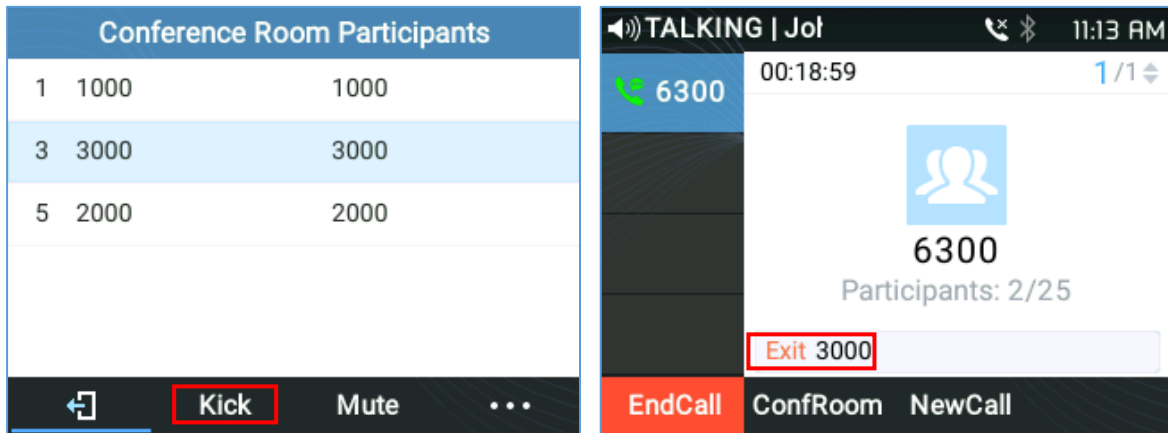 Conference Room Participants
1 1000 1000
3 3000 3000
5 2000 2000
Kick Mute
TALKING | Joh 11:13 AM
6300 00:18:59 1/1
6300
Participants: 2/25
Exit 3000
EndCall ConfRoom NewCall